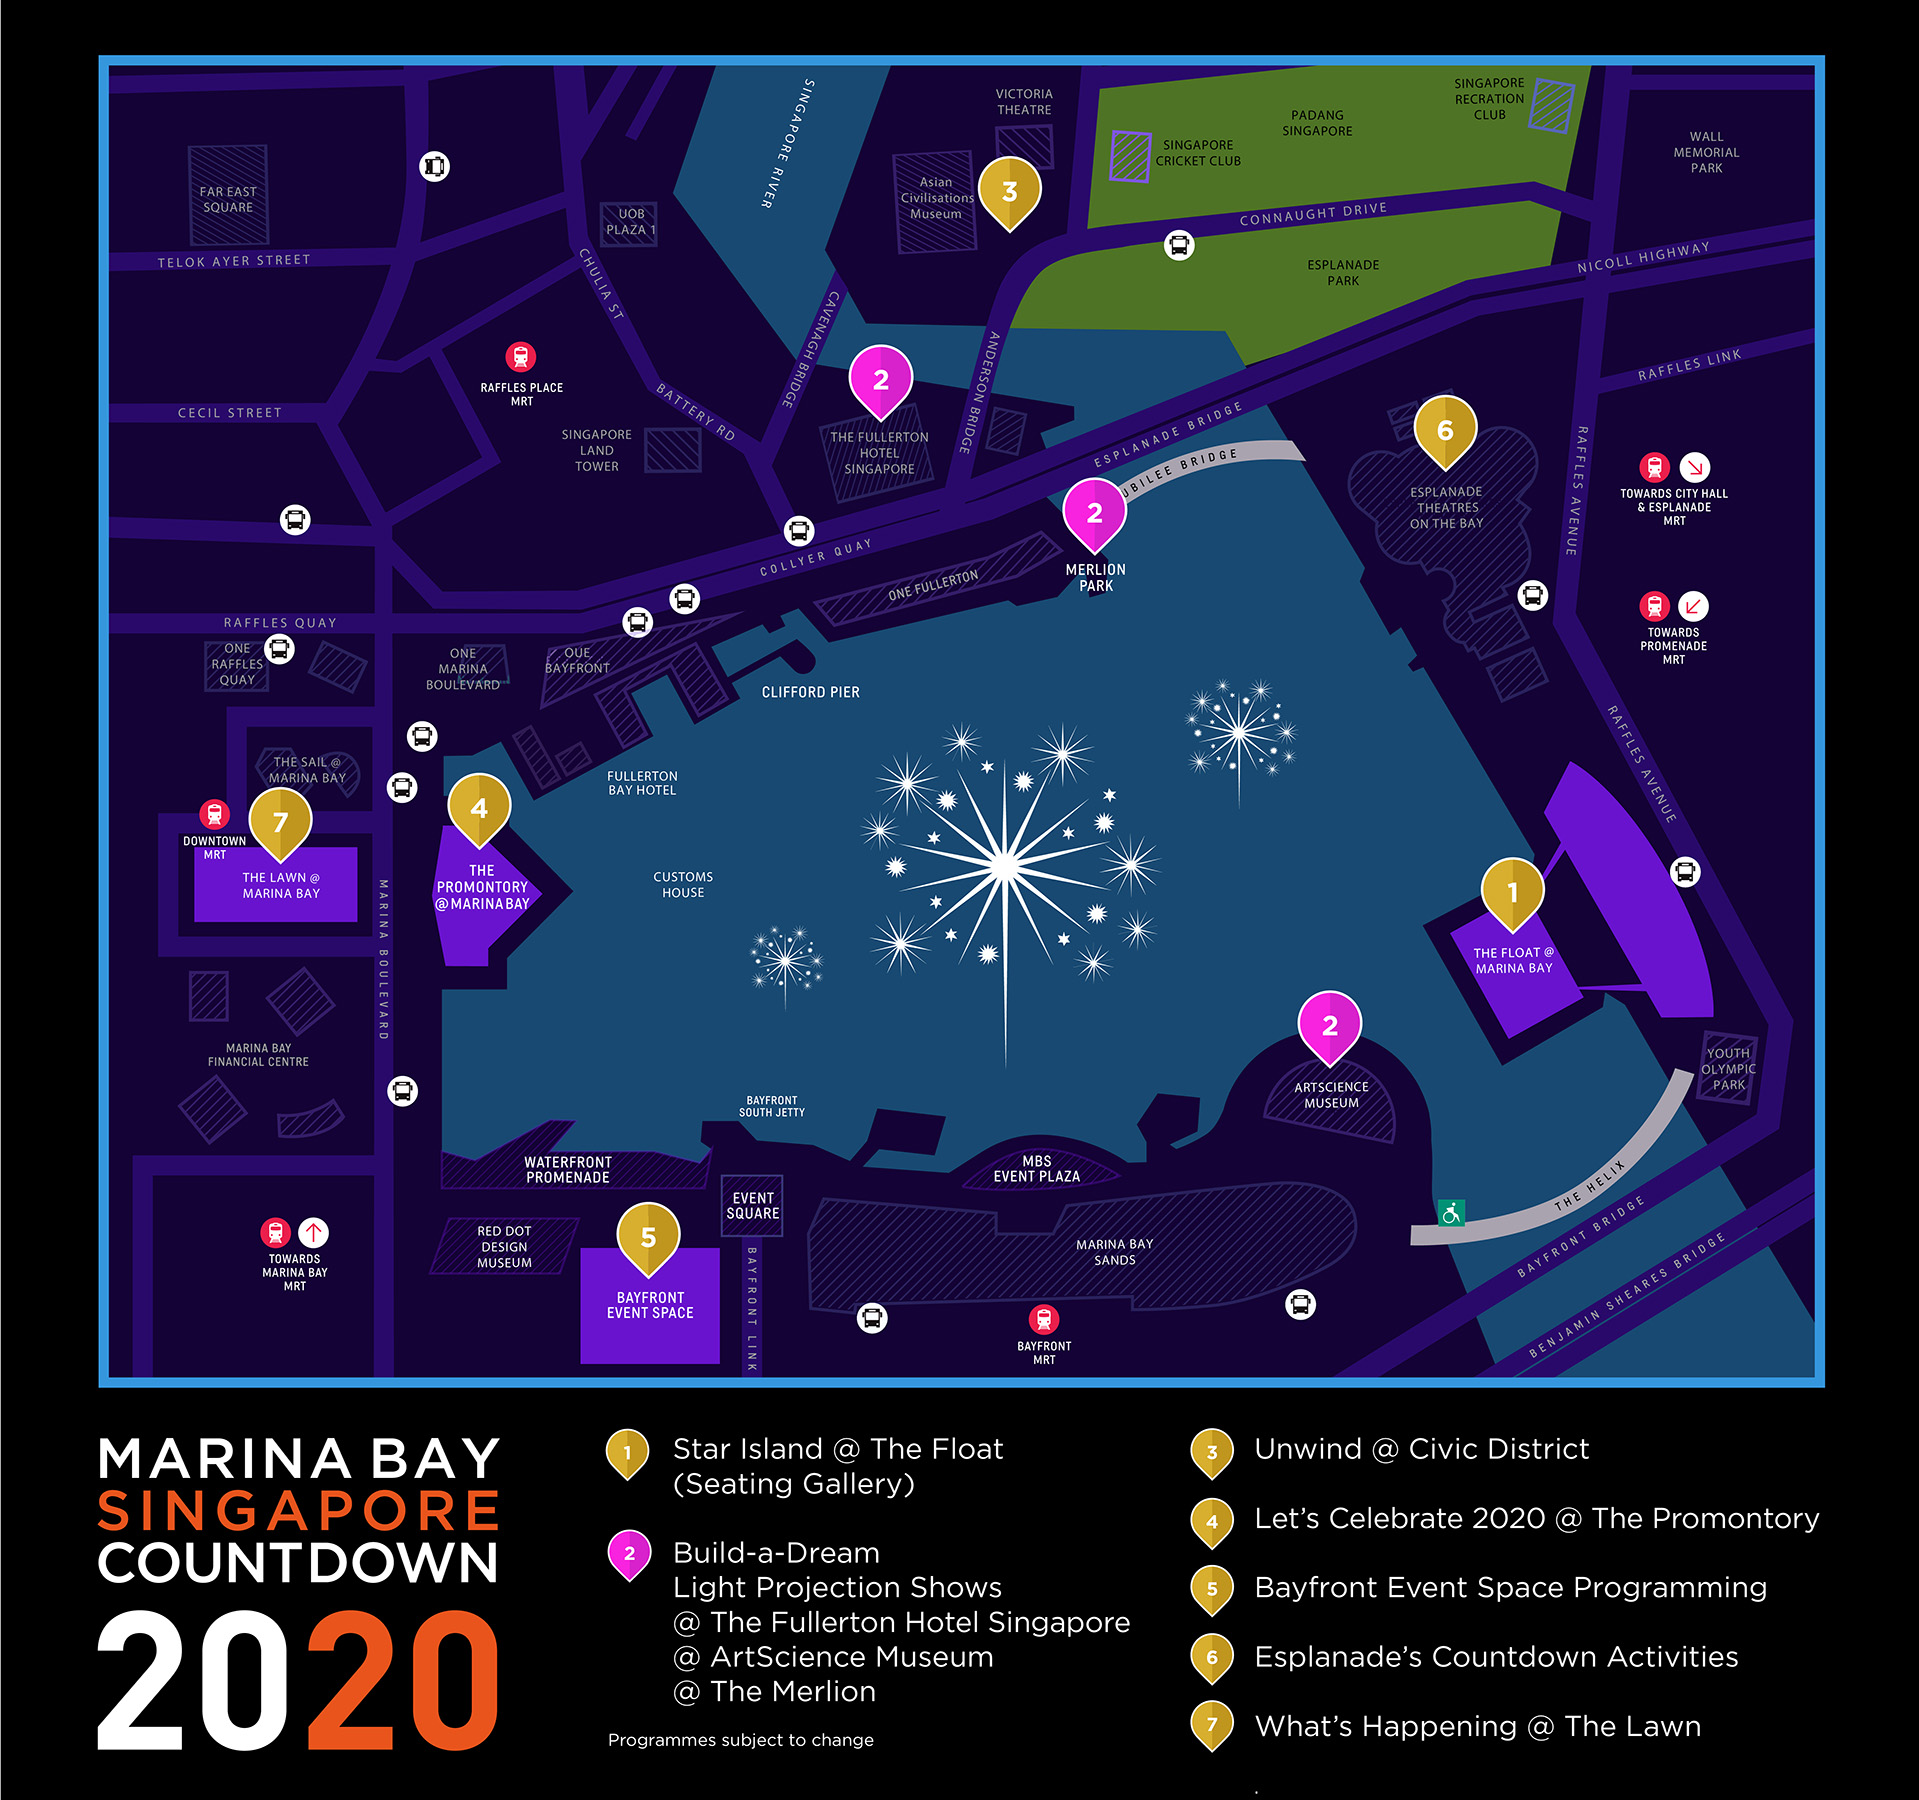 SINGAPORE RIVER
VICTORIA
THEATRE
SINGAPORE
RECRATION
CLUB
PADANG
SINGAPORE
WALL
MEMORIAL
PARK
SINGAPORE
CRICKET CLUB
FAR EAST
SQUARE
Asian
Civilisations
Museum
3
UOB
PLAZA 1
CONNAUGHT DRIVE
TELOK AYER STREET
CHULIA ST
ESPLANADE
PARK
NICOLL HIGHWAY
CAVENAGH BRIDGE
ANDERSON BRIDGE
RAFFLES LINK
RAFFLES PLACE
MRT
2
BATTERY RD
CECIL STREET
SINGAPORE
LAND
TOWER
THE FULLERTON
HOTEL
SINGAPORE
ESPLANADE BRIDGE
UBILEE BRIDGE
6
RAFFLES AVENUE
ESPLANADE
THEATRES
ON THE BAY
TOWARDS CITY HALL
& ESPLANADE
MRT
2
MERLION
PARK
COLLYER QUAY
ONE FULLERTON
RAFFLES QUAY
ONE
RAFFLES
QUAY
ONE
MARINA
BOULEVARD
OUE
BAYFRONT
TOWARDS
PROMENADE
MRT
CLIFFORD PIER
RAFFLES AVENUE
THE SAIL @
MARINA BAY
FULLERTON
BAY HOTEL
7
DOWNTOWN
MRT
THE LAWN @
MARINA BAY
4
THE
PROMONTORY
@MARINA BAY
CUSTOMS
HOUSE
MARINA BOULEVARD
1
THE FLOAT @
MARINA BAY
MARINA BAY
FINANCIAL CENTRE
2
ARTSCIENCE
MUSEUM
YOUTH
OLYMPIC
PARK
BAYFRONT
SOUTH JETTY
WATERFRONT
PROMENADE
MBS
EVENT PLAZA
EVENT
SQUARE
THE HELIX
BAYFRONT BRIDGE
BENJAMIN SHEARES BRIDGE
RED DOT
DESIGN
MUSEUM
5
BAYFRONT
EVENT SPACE
BAYFRONT LINK
MARINA BAY
SANDS
TOWARDS
MARINA BAY
MRT
BAYFRONT
MRT
MARINA BAY
SINGAPORE
COUNTDOWN
2020
1 Star Island @ The Float
(Seating Gallery)
2 Build-a-Dream
Light Projection Shows
@ The Fullerton Hotel Singapore
@ ArtScience Museum
@ The Merlion
Programmes subject to change
3 Unwind @ Civic District
4 Let's Celebrate 2020 @ The Promontory
5 Bayfront Event Space Programming
6 Esplanade's Countdown Activities
7 What's Happening @ The Lawn